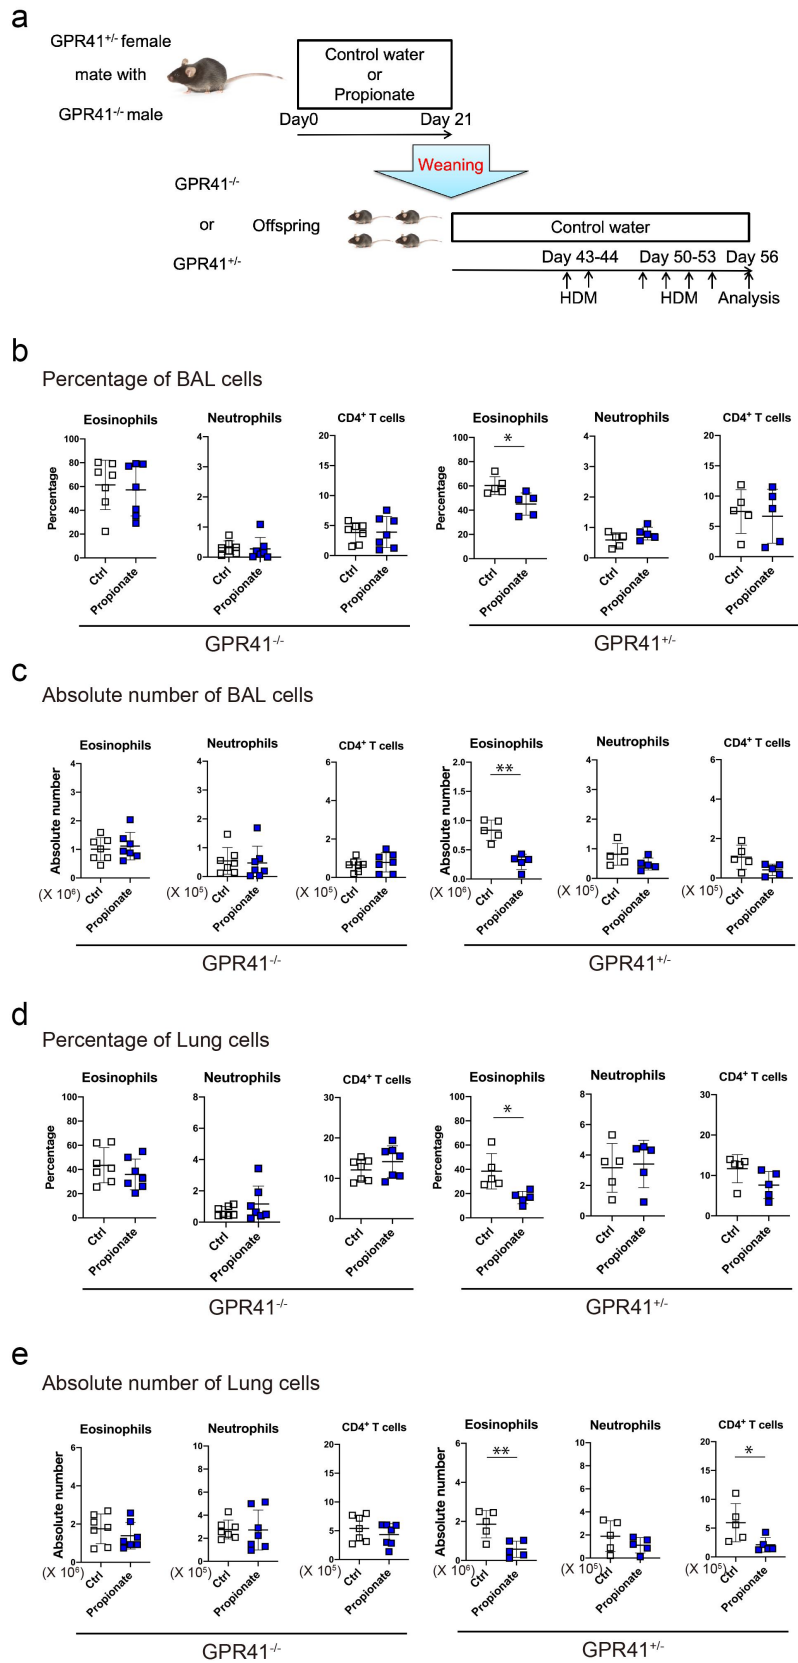 a
GPR41+/- female
mate with
GPR41-/- male
Control water
or
Propionate
Day0
Day 21
Weaning
GPR41-/-
or
Offspring
GPR41+/-
Control water
Day 43-44
Day 50-53
Day 56
HDM
HDM
Analysis
b
Percentage of BAL cells
Eosinophils
Percentage
100
80
60
40
20
0
Ctrl
Propionate
Neutrophils
4
3
2
1
0
Ctrl
Propionate
CD4+ T cells
20
15
10
5
0
Ctrl
Propionate
GPR41-/-
Eosinophils
Percentage
100
80
60
40
20
0
*
Ctrl
Propionate
Neutrophils
4
3
2
1
0
Ctrl
Propionate
CD4+ T cells
20
15
10
5
0
Ctrl
Propionate
GPR41+/-
c
Absolute number of BAL cells
Eosinophils
Absolute number
4
3
2
1
0
(X 10⁶)
Ctrl
Propionate
Neutrophils
4
3
2
1
0
(X 10⁵)
Ctrl
Propionate
CD4+ T cells
6
4
2
0
(X 10⁵)
Ctrl
Propionate
GPR41-/-
Eosinophils
Absolute number
2.0
1.5
1.0
0.5
0.0
**
(X 10⁶)
Ctrl
Propionate
Neutrophils
4
3
2
1
0
(X 10⁵)
Ctrl
Propionate
CD4+ T cells
6
4
2
0
(X 10⁵)
Ctrl
Propionate
GPR41+/-
d
Percentage of Lung cells
Eosinophils
Percentage
100
80
60
40
20
0
Ctrl
Propionate
Neutrophils
8
6
4
2
0
Ctrl
Propionate
CD4+ T cells
30
20
10
0
Ctrl
Propionate
GPR41-/-
Eosinophils
Percentage
100
80
60
40
20
0
*
Ctrl
Propionate
Neutrophils
8
6
4
2
0
Ctrl
Propionate
CD4+ T cells
30
20
10
0
Ctrl
Propionate
GPR41+/-
e
Absolute number of Lung cells
Eosinophils
Absolute number
6
4
2
0
(X 10⁶)
Ctrl
Propionate
Neutrophils
10
8
6
4
2
0
(X 10⁵)
Ctrl
Propionate
CD4+ T cells
20
15
10
5
0
(X 10⁵)
Ctrl
Propionate
GPR41-/-
Eosinophils
Absolute number
6
4
2
0
**
(X 10⁶)
Ctrl
Propionate
Neutrophils
10
8
6
4
2
0
(X 10⁵)
Ctrl
Propionate
CD4+ T cells
20
15
10
5
0
*
(X 10⁵)
Ctrl
Propionate
GPR41+/-